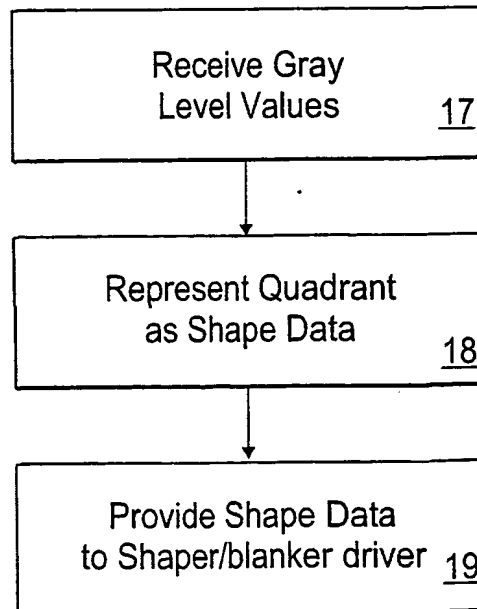 Receive Gray
Level Values
17
Represent Quadrant
as Shape Data
18
Provide Shape Data
to Shaper/blanker driver
19